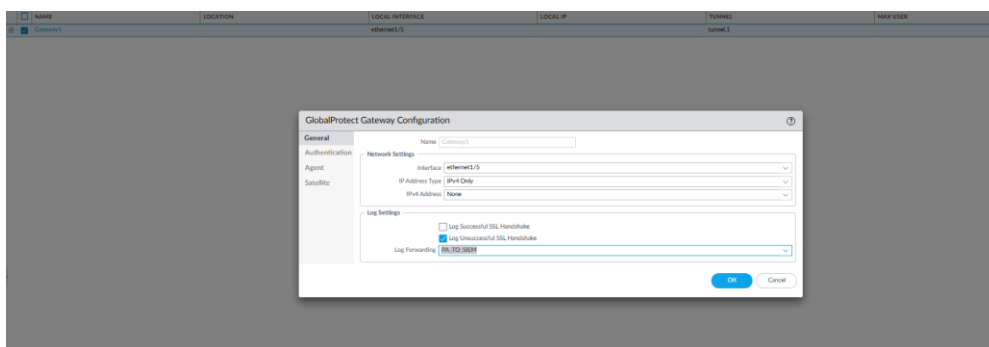 NAME LOCATION LOCAL INTERFACE LOCAL IP TUNNEL MAX USER
Gateway1 ethernet1/5 tunnel.1
GlobalProtect Gateway Configuration
General
Authentication
Agent
Satellite
Name Gateway1
Network Settings
Interface ethernet1/5
IP Address Type IPv4 Only
IPv4 Address None
Log Settings
Log Successful SSL Handshake
Log Unsuccessful SSL Handshake
Log Forwarding PA_TO_SIEM
OK Cancel